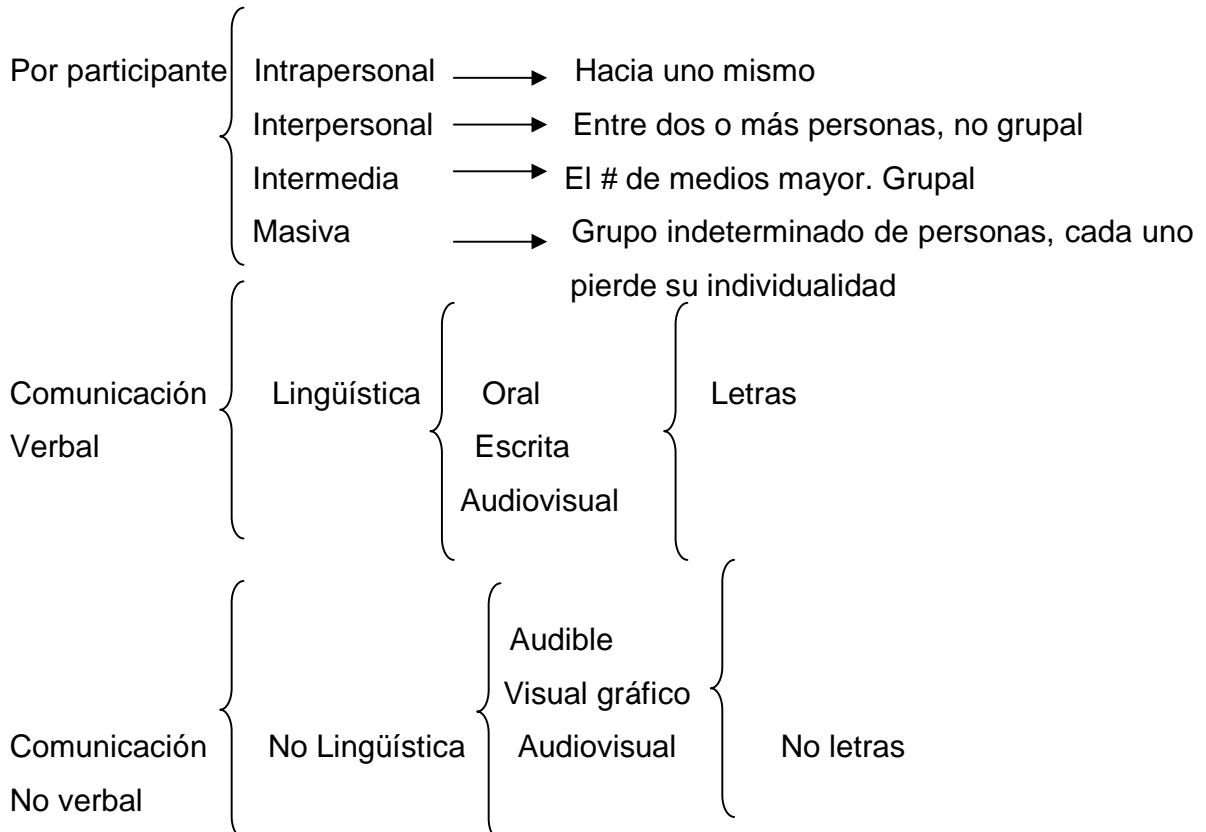 Por participante Intrapersonal Hacia uno mismo
Interpersonal Entre dos o más personas, no grupal
Intermedia El # de medios mayor. Grupal
Masiva Grupo indeterminado de personas, cada uno
pierde su individualidad
Comunicación Lingüística Oral Letras
Verbal Escrita
Audiovisual
Audible
Visual gráfico
Comunicación No Lingüística Audiovisual No letras
No verbal